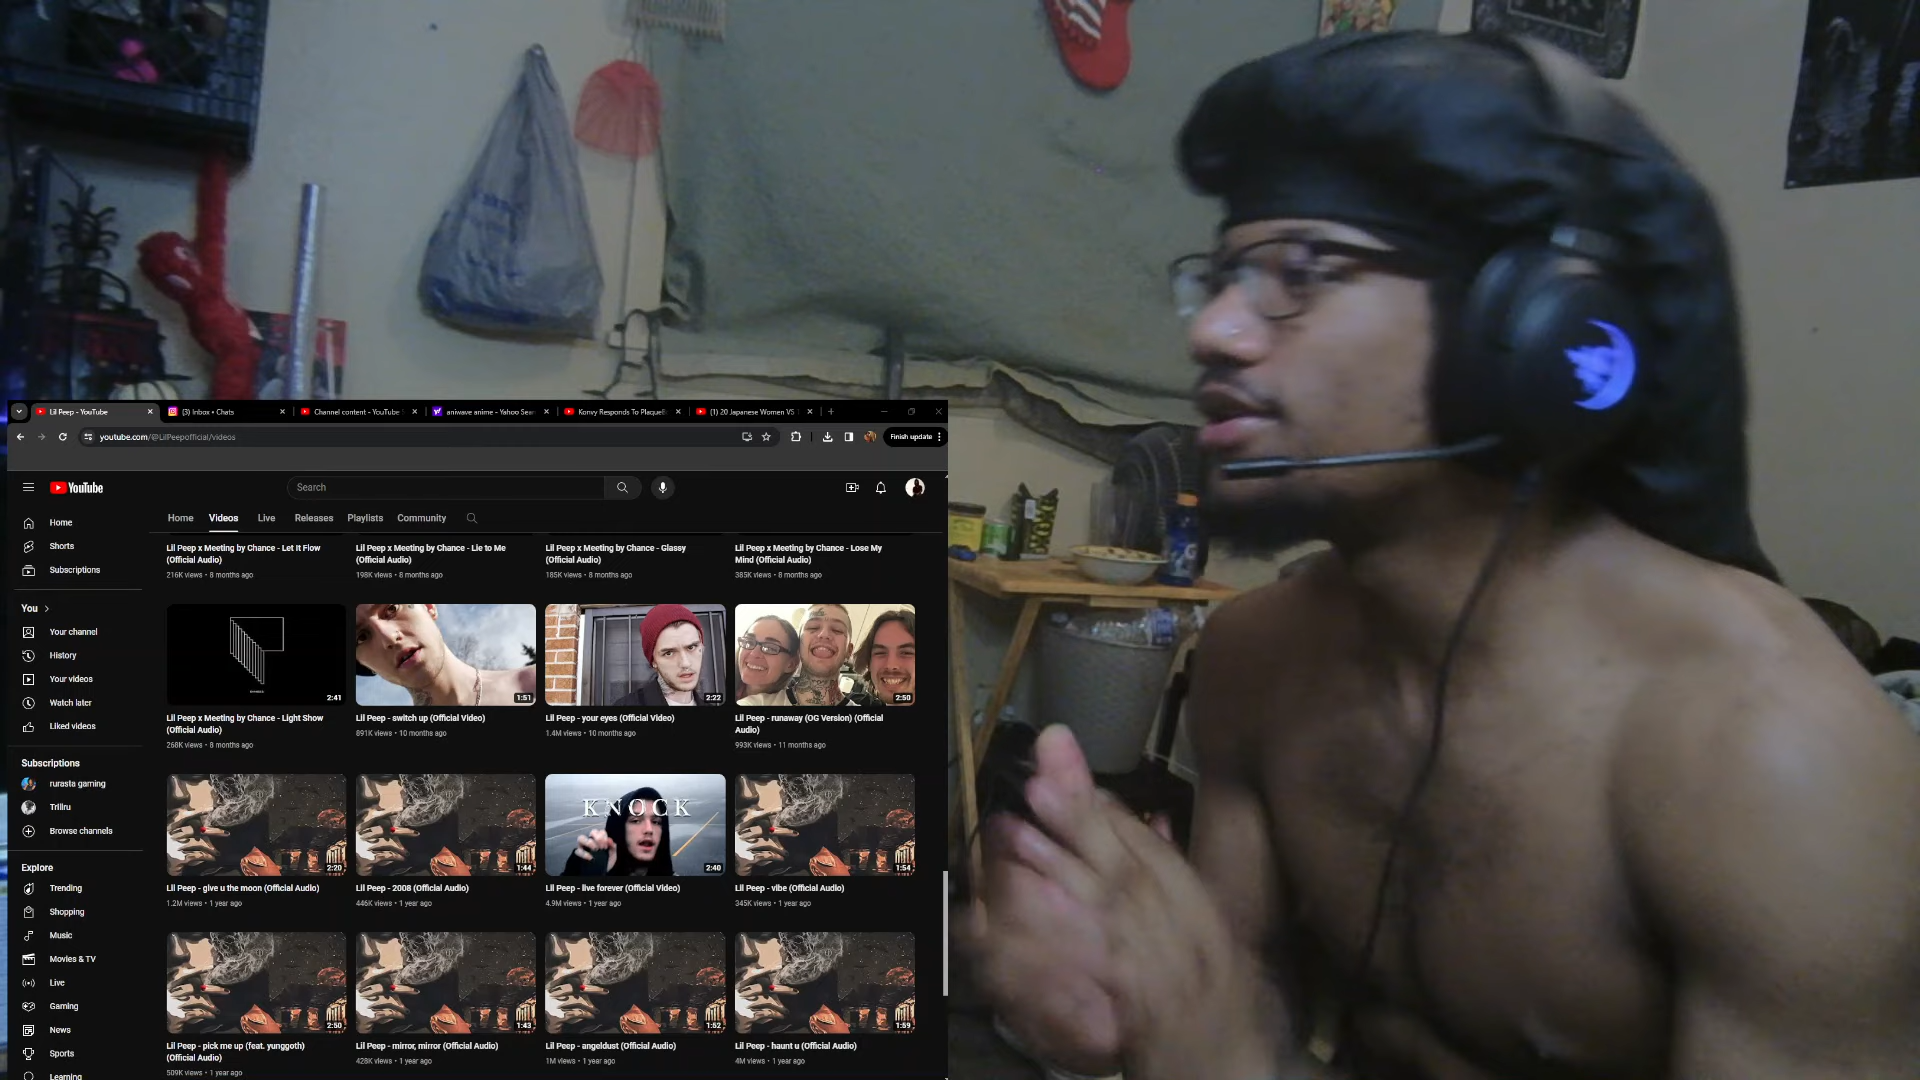 Lil Peep - YouTube
(3) Inbox • Chats
Channel content - YouTube
aniwave anime - Yahoo Sear
Konvy Responds To Plaque
(1) 20 Japanese Women VS
youtube.com/@LilPeepofficial/videos
Finish update
YouTube
Search
Home
Videos
Live
Releases
Playlists
Community
Home
Shorts
Subscriptions
You
Your channel
History
Your videos
Watch later
Liked videos
Subscriptions
rurasta gaming
Trillru
Browse channels
Explore
Trending
Shopping
Music
Movies & TV
Live
Gaming
News
Sports
Learning
Lil Peep x Meeting by Chance - Let It Flow
(Official Audio)
216K views • 8 months ago
Lil Peep x Meeting by Chance - Lie to Me
(Official Audio)
198K views • 8 months ago
Lil Peep x Meeting by Chance - Glassy
(Official Audio)
185K views • 8 months ago
Lil Peep x Meeting by Chance - Lose My
Mind (Official Audio)
385K views • 8 months ago
2:41
Lil Peep x Meeting by Chance - Light Show
(Official Audio)
268K views • 8 months ago
1:51
Lil Peep - switch up (Official Video)
891K views • 10 months ago
2:22
Lil Peep - your eyes (Official Video)
1.4M views • 10 months ago
2:50
Lil Peep - runaway (OG Version) (Official
Audio)
993K views • 11 months ago
2:20
Lil Peep - give u the moon (Official Audio)
1.2M views • 1 year ago
1:44
Lil Peep - 2008 (Official Audio)
446K views • 1 year ago
KNOCK
2:40
Lil Peep - live forever (Official Video)
4.9M views • 1 year ago
1:54
Lil Peep - vibe (Official Audio)
345K views • 1 year ago
2:50
Lil Peep - pick me up (feat. yunggoth)
(Official Audio)
509K views • 1 year ago
1:43
Lil Peep - mirror, mirror (Official Audio)
428K views • 1 year ago
1:52
Lil Peep - angeldust (Official Audio)
1M views • 1 year ago
1:59
Lil Peep - haunt u (Official Audio)
4M views • 1 year ago